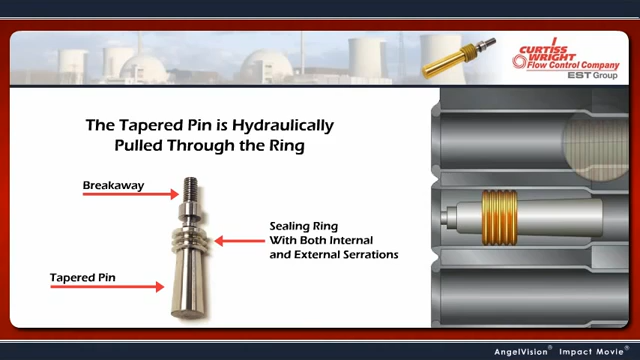 CURTISS
WRIGHT
Flow Control Company
EST Group
The Tapered Pin is Hydraulically
Pulled Through the Ring
Breakaway
Sealing Ring
With Both Internal
and External Serrations
Tapered Pin
AngelVision® Impact Movie®